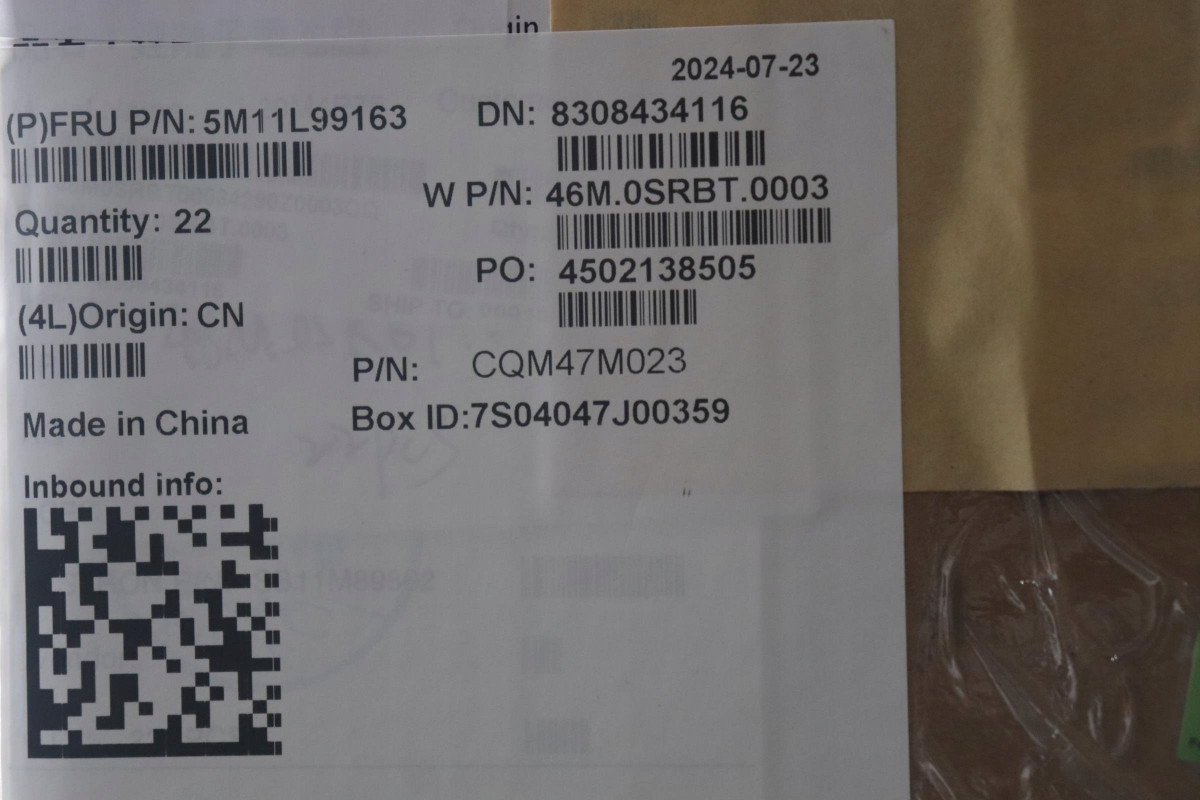 in
2024-07-23
(P)FRU P/N: 5M11L99163
DN: 8308434116
W P/N: 46M.0SRBT.0003
Quantity: 22
PO: 4502138505
(4L)Origin: CN
P/N: CQM47M023
Made in China
Box ID:7S04047J00359
Inbound info: